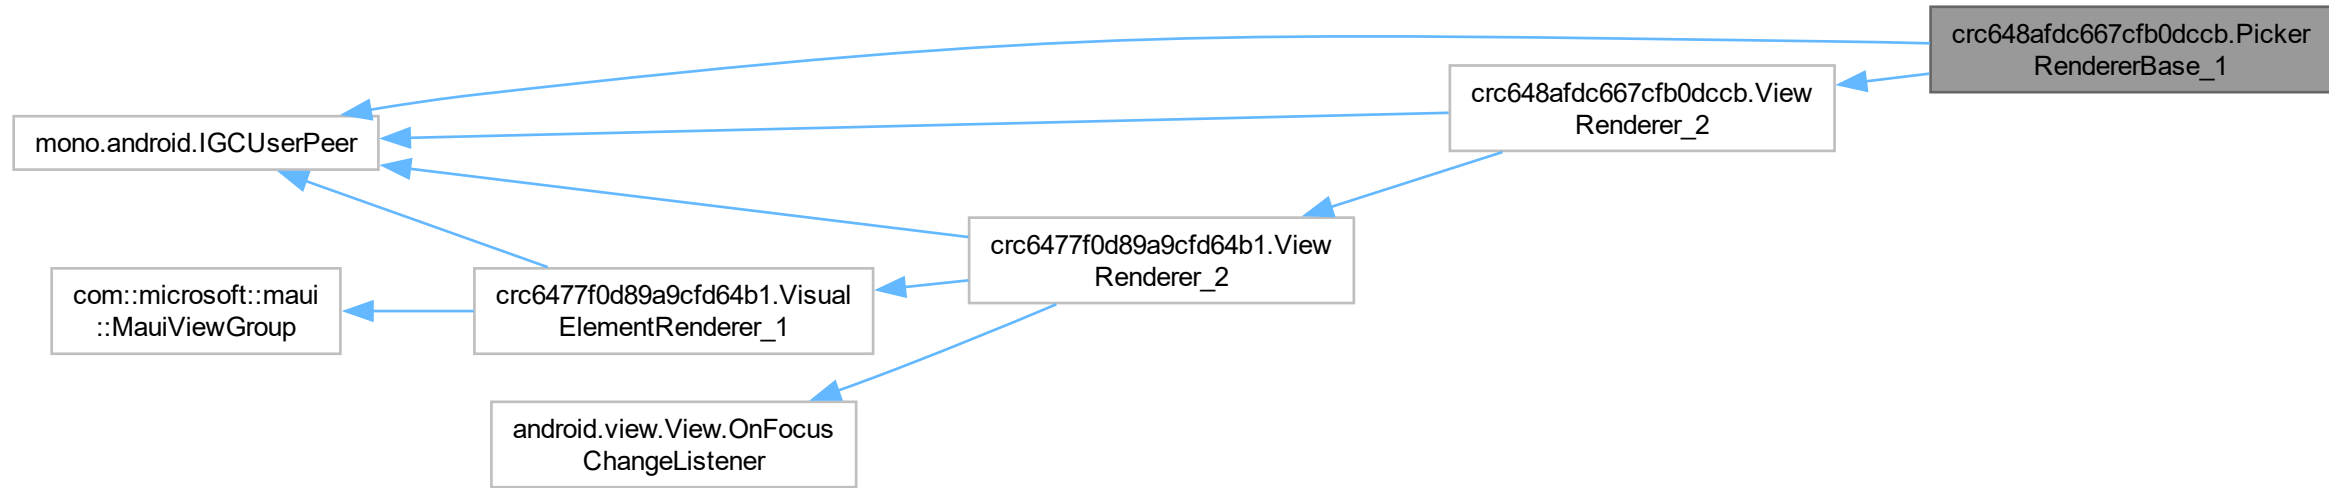 crc648afdc667cfb0dccb.Picker
RendererBase_1
crc648afdc667cfb0dccb.View
Renderer_2
mono.android.IGCUserPeer
crc6477f0d89a9cfd64b1.View
Renderer_2
com::microsoft::maui
::MauiViewGroup
crc6477f0d89a9cfd64b1.Visual
ElementRenderer_1
android.view.View.OnFocus
ChangeListener